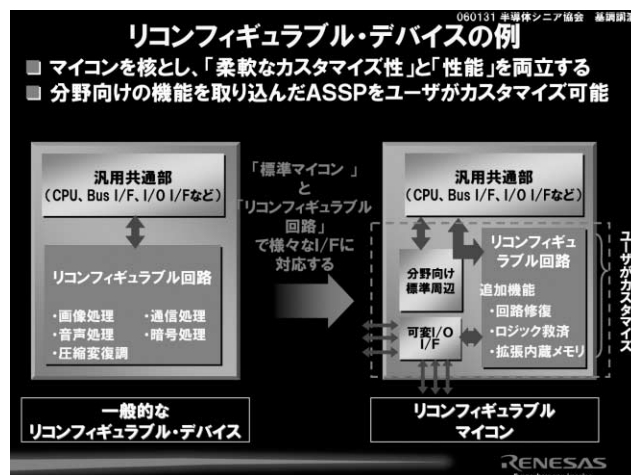 060131 半導体シニア協会 基調講演
リコンフィギュラブル・デバイスの例
マイコンを核とし、「柔軟なカスタマイズ性」と「性能」を両立する
分野向けの機能を取り込んだASSPをユーザがカスタマイズ可能
汎用共通部
(CPU、Bus I/F、I/O I/Fなど)
リコンフィギュラブル回路
・画像処理 ・通信処理
・音声処理 ・暗号処理
・圧縮変復調
一般的な
リコンフィギュラブル・デバイス
「標準マイコン 」
と
「リコンフィギュラブル
回路」
で様々なI/Fに
対応する
汎用共通部
(CPU、Bus I/F、I/O I/Fなど)
分野向け
標準周辺
可変I/O
I/F
リコンフィギュ
ラブル回路
追加機能
・回路修復
・ロジック救済
・拡張内蔵メモリ
ユーザがカスタマイズ
リコンフィギュラブル
マイコン
RENESAS